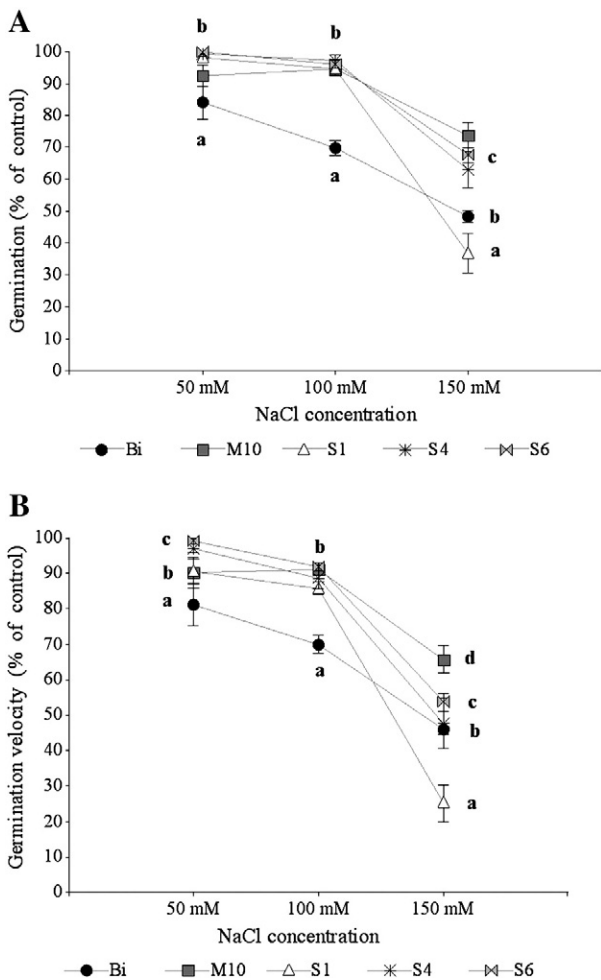 A
Germination (% of control)
100
90
80
70
60
50
40
30
20
10
0
b
b
a
a
c
b
a
50 mM 100 mM 150 mM
NaCl concentration
Bi M10 S1 S4 S6
B
Germination velocity (% of control)
100
90
80
70
60
50
40
30
20
10
0
c
b
a
b
a
d
c
b
a
50 mM 100 mM 150 mM
NaCl concentration
Bi M10 S1 S4 S6